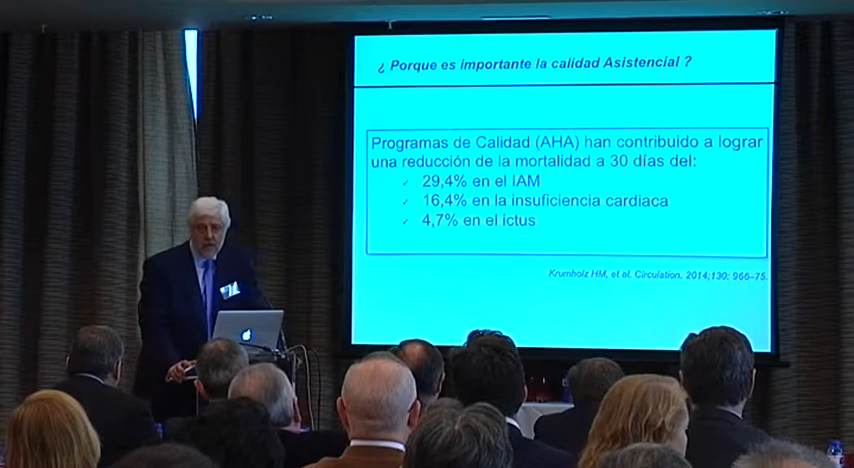 ¿ Porque es importante la calidad Asistencial ?
Programas de Calidad (AHA) han contribuido a lograr
una reducción de la mortalidad a 30 días del:
✓ 29,4% en el IAM
✓ 16,4% en la insuficiencia cardiaca
✓ 4,7% en el ictus
Krumholz HM, et al. Circulation. 2014;130: 966–75.